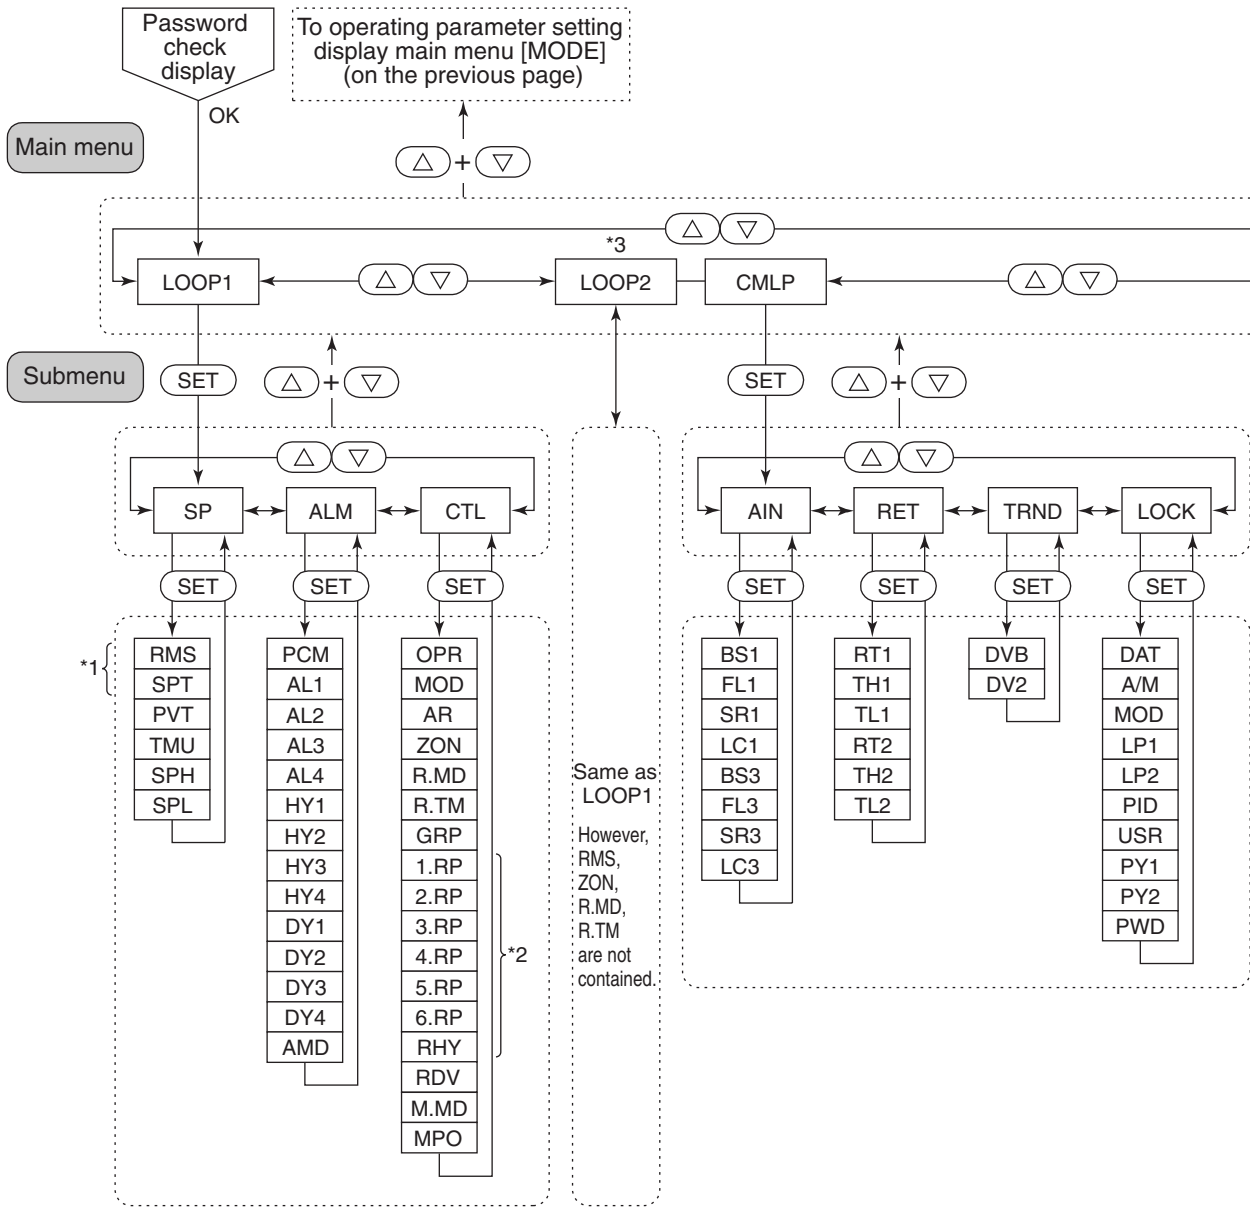 Password
check
display
To operating parameter setting
display main menu [MODE]
(on the previous page)
OK
Main menu
+
*3
LOOP1
LOOP2
CMLP
Submenu
SET
+
SET
+
SP
ALM
CTL
AIN
RET
TRND
LOCK
SET
SET
SET
SET
SET
SET
SET
*1
RMS
SPT
PVT
TMU
SPH
SPL
PCM
AL1
AL2
AL3
AL4
HY1
HY2
HY3
HY4
DY1
DY2
DY3
DY4
AMD
OPR
MOD
AR
ZON
R.MD
R.TM
GRP
1.RP
2.RP
3.RP
4.RP
5.RP
6.RP
RHY
RDV
M.MD
MPO
*2
Same as
LOOP1
However,
RMS,
ZON,
R.MD,
R.TM
are not
contained.
BS1
FL1
SR1
LC1
BS3
FL3
SR3
LC3
RT1
TH1
TL1
RT2
TH2
TL2
DVB
DV2
DAT
A/M
MOD
LP1
LP2
PID
USR
PY1
PY2
PWD